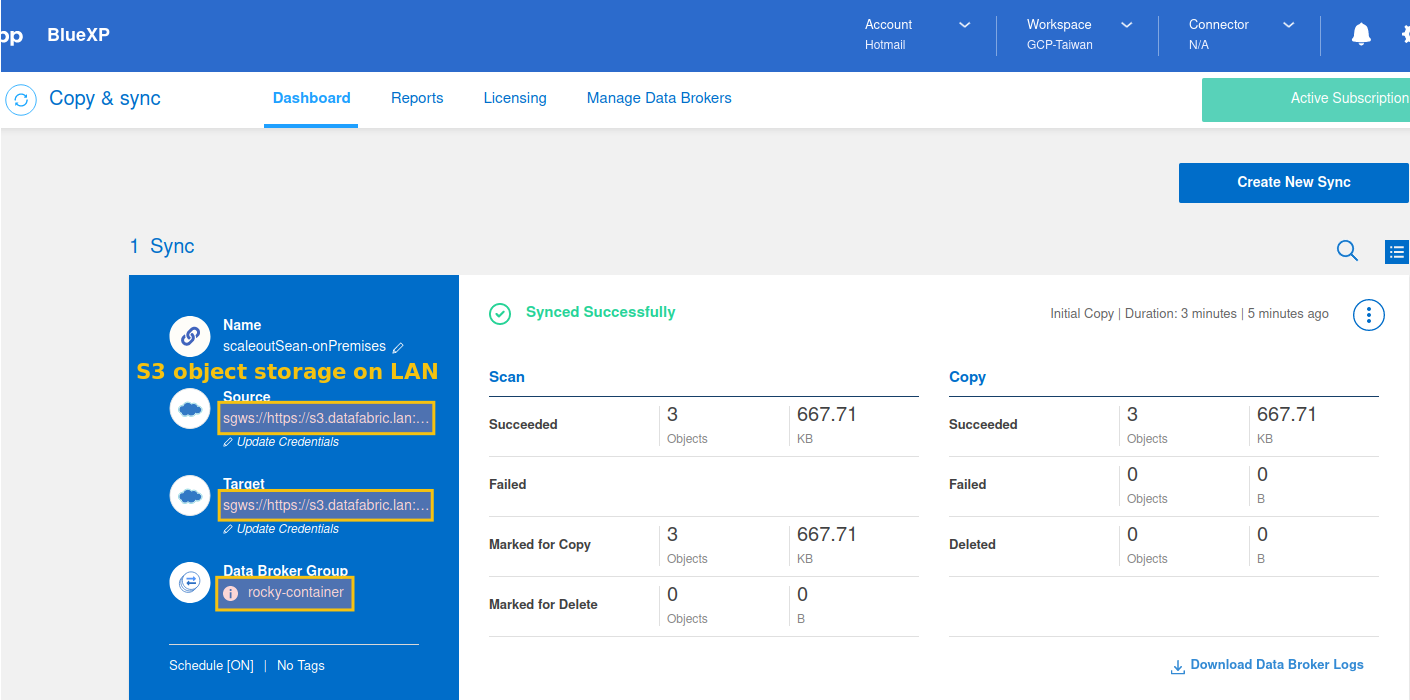 pp BlueXP
Account
Hotmail
Workspace
GCP-Taiwan
Connector
N/A
Copy & sync
Dashboard Reports Licensing Manage Data Brokers
Active Subscription
Create New Sync
1 Sync
Name
scaleoutSean-onPremises
S3 object storage on LAN
Source
sgws://https://s3.datafabric.lan:...
Update Credentials
Target
sgws://https://s3.datafabric.lan:...
Update Credentials
Data Broker Group
rocky-container
Schedule [ON] | No Tags
Synced Successfully
Initial Copy | Duration: 3 minutes | 5 minutes ago
Scan
Succeeded 3 Objects 667.71 KB
Failed
Marked for Copy 3 Objects 667.71 KB
Marked for Delete 0 Objects 0 B
Copy
Succeeded 3 Objects 667.71 KB
Failed 0 Objects 0 B
Deleted 0 Objects 0 B
Download Data Broker Logs